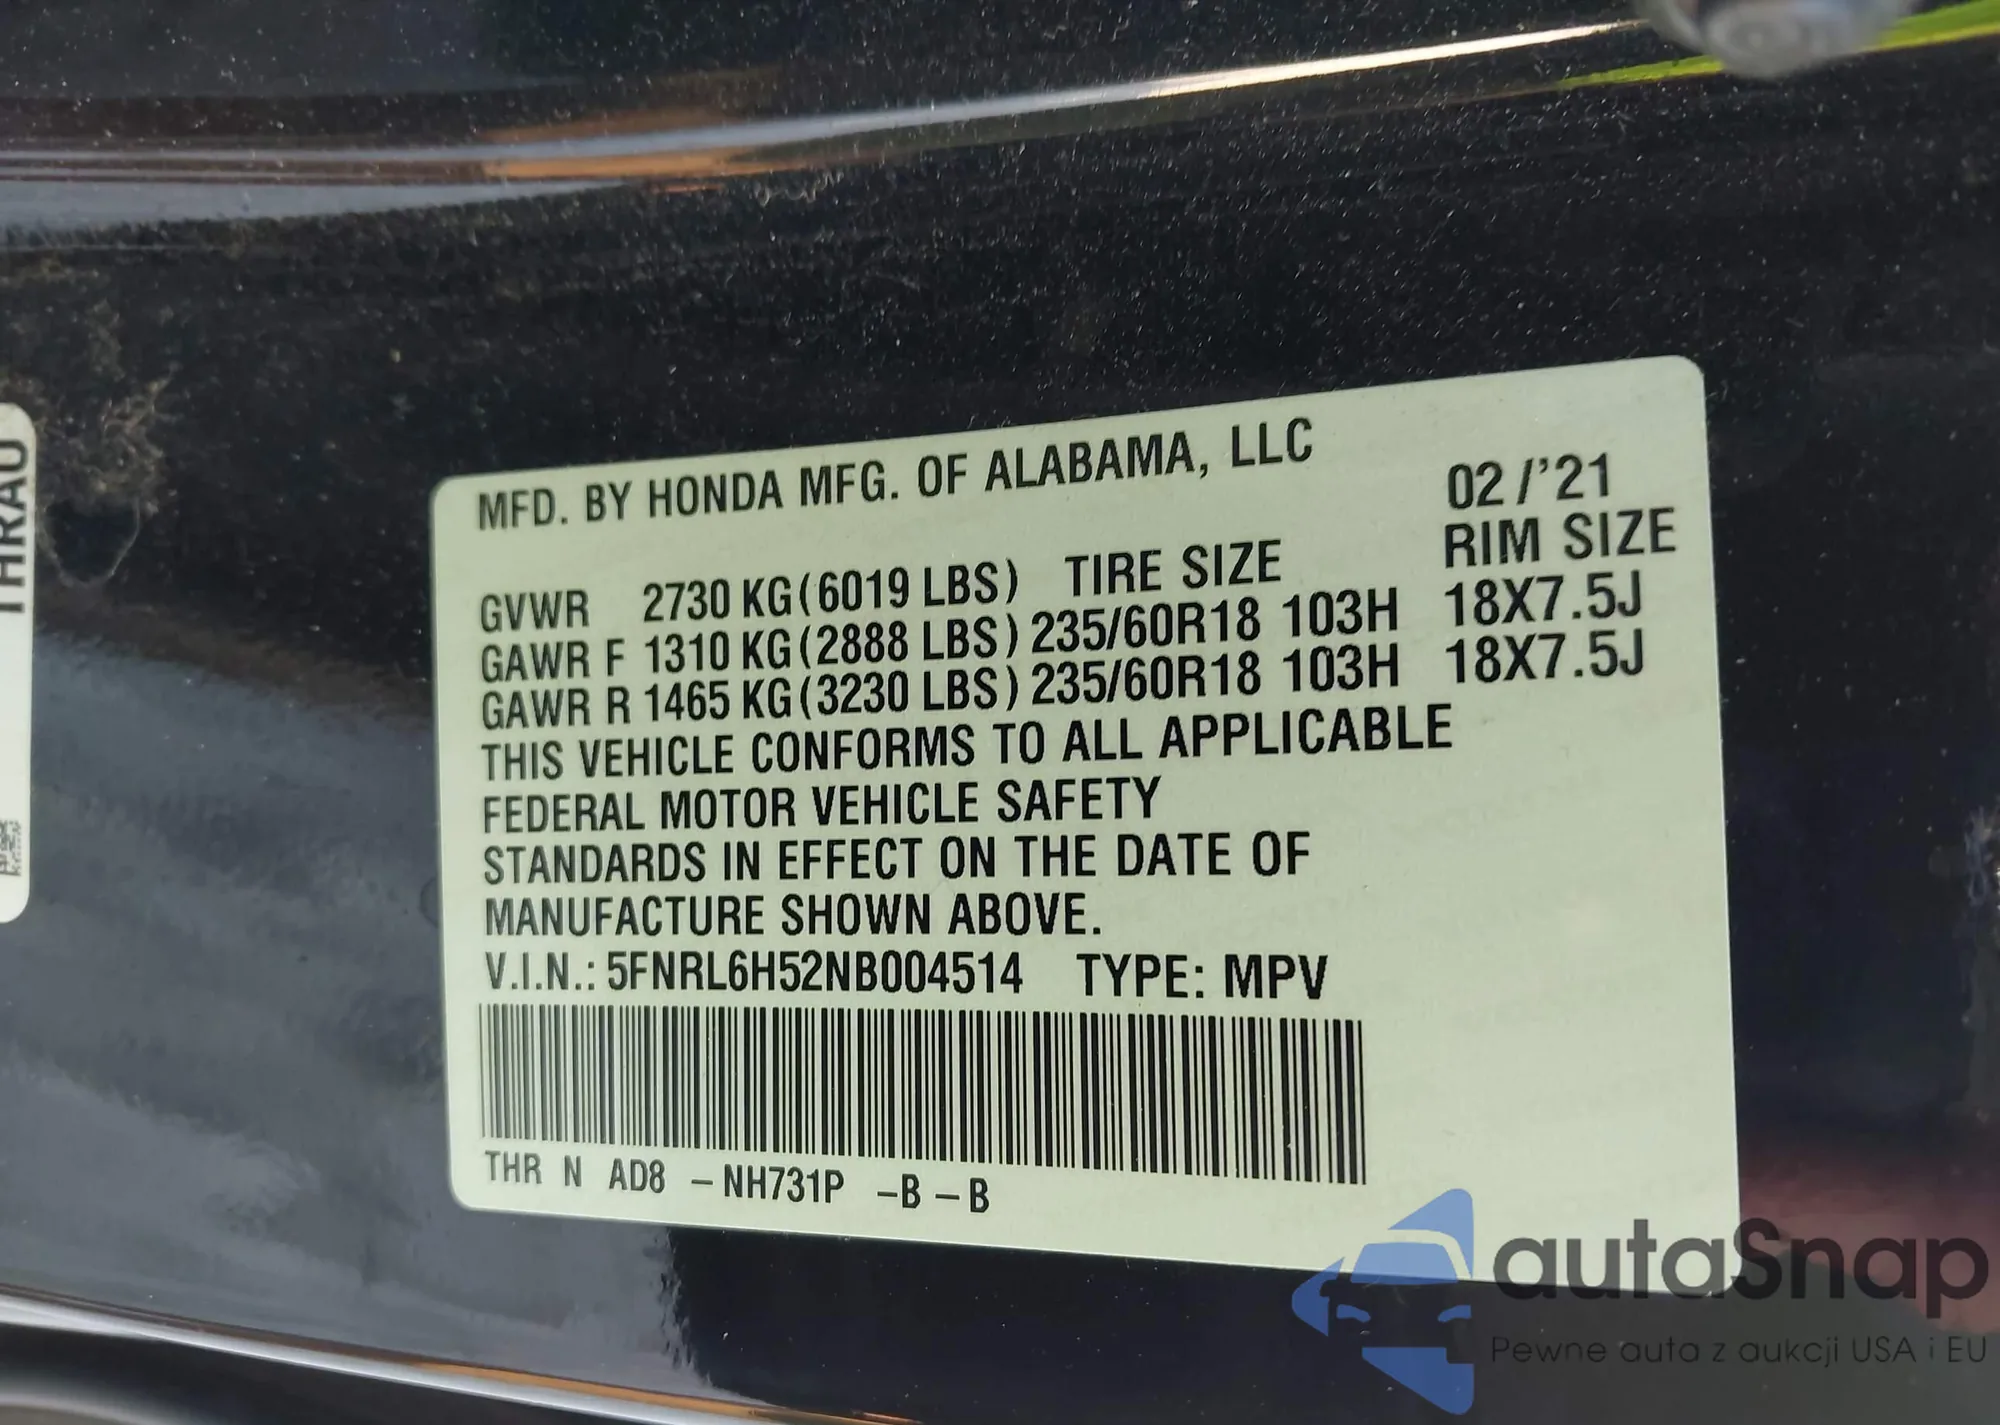 THRAU
MFD. BY HONDA MFG. OF ALABAMA, LLC
02/'21
GVWR 2730 KG(6019 LBS) TIRE SIZE RIM SIZE
GAWR F 1310 KG(2888 LBS) 235/60R18 103H 18X7.5J
GAWR R 1465 KG(3230 LBS) 235/60R18 103H 18X7.5J
THIS VEHICLE CONFORMS TO ALL APPLICABLE
FEDERAL MOTOR VEHICLE SAFETY
STANDARDS IN EFFECT ON THE DATE OF
MANUFACTURE SHOWN ABOVE.
V.I.N.: 5FNRL6H52NB004514 TYPE: MPV
THR N AD8 -NH731P -B-B
autaSnap
Pewne auta z aukcji USA i EU